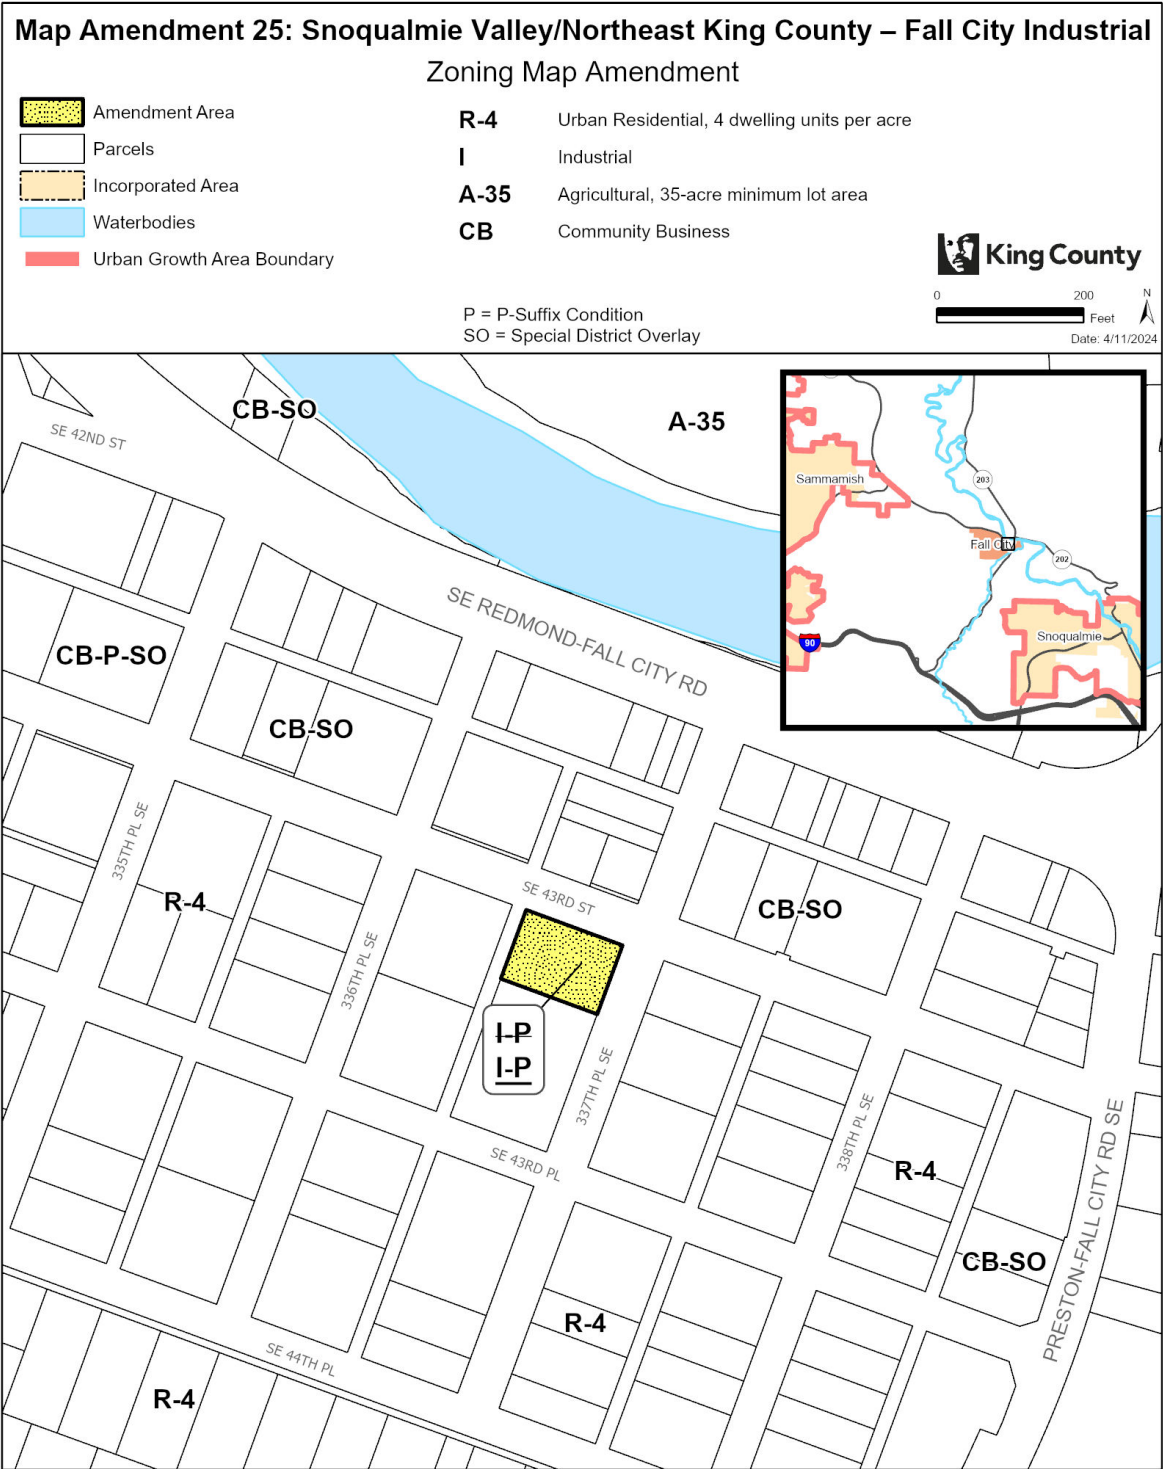 Map Amendment 25: Snoqualmie Valley/Northeast King County – Fall City Industrial
Zoning Map Amendment
Amendment Area
Parcels
Incorporated Area
Waterbodies
Urban Growth Area Boundary
R-4 Urban Residential, 4 dwelling units per acre
I Industrial
A-35 Agricultural, 35-acre minimum lot area
CB Community Business
P = P-Suffix Condition
SO = Special District Overlay
King County
0 200
Feet
N
Date: 4/11/2024
CB-SO
A-35
SE 42ND ST
Sammamish
203
Fall City
202
Snoqualmie
90
SE REDMOND-FALL CITY RD
CB-P-SO
CB-SO
335TH PL SE
R-4
SE 43RD ST
CB-SO
336TH PL SE
I-P
I-P
337TH PL SE
338TH PL SE
SE 43RD PL
R-4
PRESTON-FALL CITY RD SE
CB-SO
R-4
SE 44TH PL
R-4